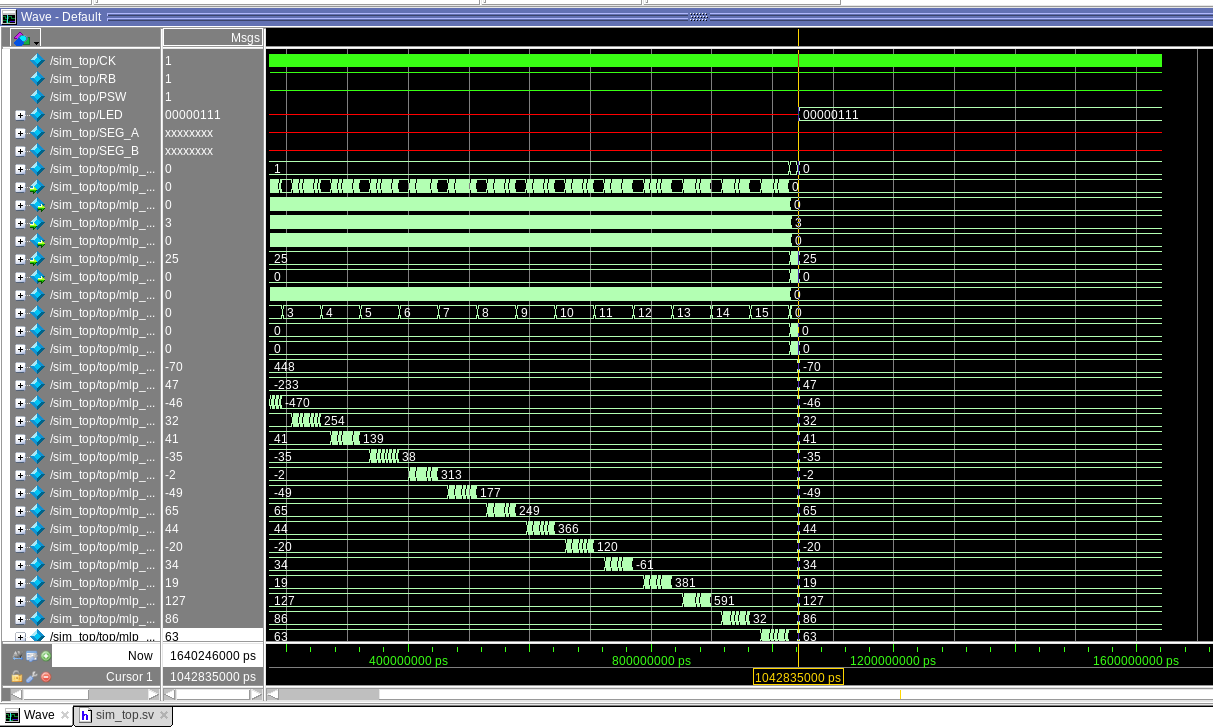 Wave - Default
Msgs
/sim_top/CK 1
/sim_top/RB 1
/sim_top/PSW 1
/sim_top/LED 00000111 00000111
/sim_top/SEG_A xxxxxxxx
/sim_top/SEG_B xxxxxxxx
/sim_top/top/mlp_... 0 1 0
/sim_top/top/mlp_... 0 0
/sim_top/top/mlp_... 0 0
/sim_top/top/mlp_... 3 3
/sim_top/top/mlp_... 0 0
/sim_top/top/mlp_... 25 25 25
/sim_top/top/mlp_... 0 0 0
/sim_top/top/mlp_... 0 0
/sim_top/top/mlp_... 0 3 4 5 6 7 8 9 10 11 12 13 14 15 0
/sim_top/top/mlp_... 0 0 0
/sim_top/top/mlp_... 0 0 0
/sim_top/top/mlp_... -70 448 -70
/sim_top/top/mlp_... 47 -233 47
/sim_top/top/mlp_... -46 -470 -46
/sim_top/top/mlp_... 32 254 32
/sim_top/top/mlp_... 41 41 139 41
/sim_top/top/mlp_... -35 -35 38 -35
/sim_top/top/mlp_... -2 -2 313 -2
/sim_top/top/mlp_... -49 -49 177 -49
/sim_top/top/mlp_... 65 65 249 65
/sim_top/top/mlp_... 44 44 366 44
/sim_top/top/mlp_... -20 -20 120 -20
/sim_top/top/mlp_... 34 34 -61 34
/sim_top/top/mlp_... 19 19 381 19
/sim_top/top/mlp_... 127 127 591 127
/sim_top/top/mlp_... 86 86 32 86
/sim_top/top/mlp_... 63 63 63
Now 1640246000 ps 400000000 ps 800000000 ps 1200000000 ps 1600000000 ps
Cursor 1 1042835000 ps 1042835000 ps
Wave sim_top.sv